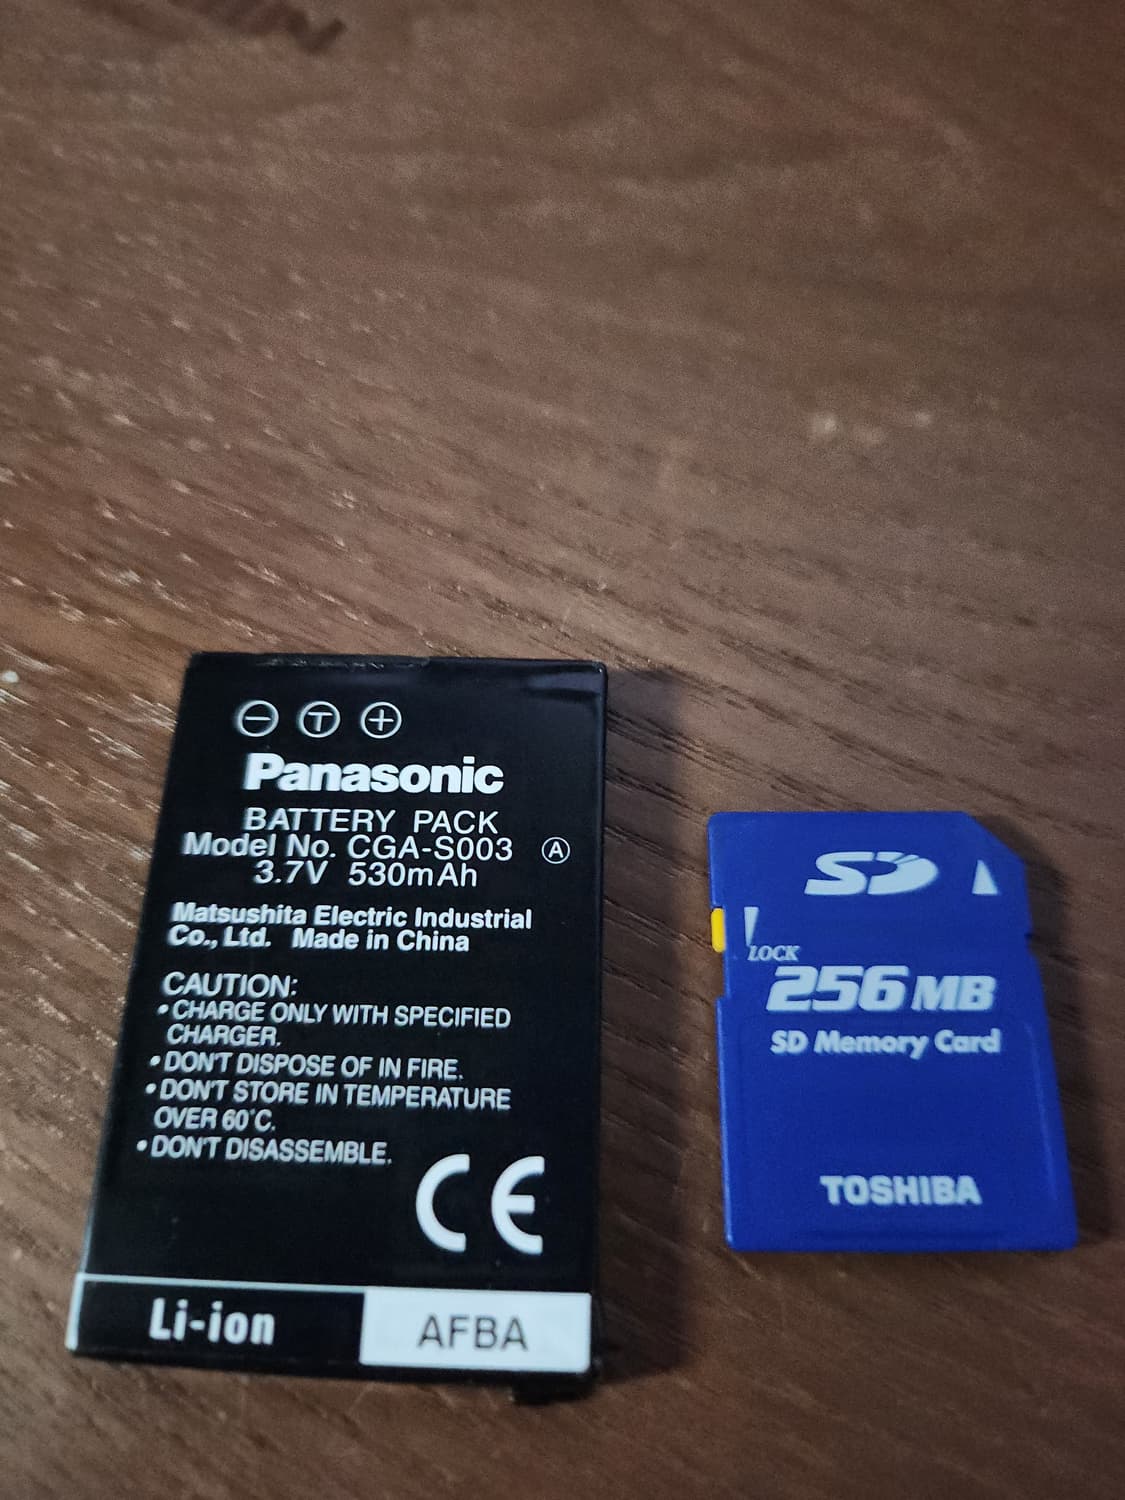 ⊖ Ⓣ ⊕
Panasonic
BATTERY PACK
Model No. CGA-S003 Ⓐ
3.7V 530mAh
Matsushita Electric Industrial
Co., Ltd. Made in China
CAUTION:
• CHARGE ONLY WITH SPECIFIED
CHARGER.
• DON'T DISPOSE OF IN FIRE.
• DON'T STORE IN TEMPERATURE
OVER 60°C.
• DON'T DISASSEMBLE.
CE
Li-ion AFBA
SD
LOCK
256 MB
SD Memory Card
TOSHIBA